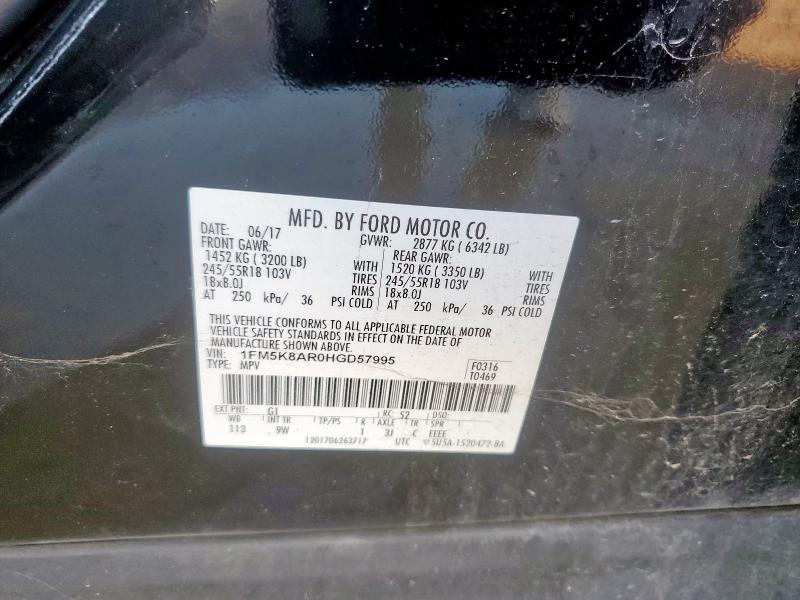 MFD. BY FORD MOTOR CO.
DATE: 06/17 GVWR: 2877 KG ( 6342 LB)
FRONT GAWR: REAR GAWR:
1452 KG ( 3200 LB) WITH 1520 KG ( 3350 LB) WITH
245/55R18 103V TIRES 245/55R18 103V TIRES
18x8.0J RIMS 18x8.0J RIMS
AT 250 kPa/ 36 PSI COLD AT 250 kPa/ 36 PSI COLD
THIS VEHICLE CONFORMS TO ALL APPLICABLE FEDERAL MOTOR
VEHICLE SAFETY STANDARDS IN EFFECT ON THE DATE OF
MANUFACTURE SHOWN ABOVE.
VIN: 1FM5K8AR0HGD57995
TYPE: MPV
F0316
T0469
EXT PNT: G1 RC: 52 DSO:
WB INT TR TP/PS R AXLE TR SPR
113 9W 1 3J C EEEE
1201706263717 UTC 5U5A-1520472-BA